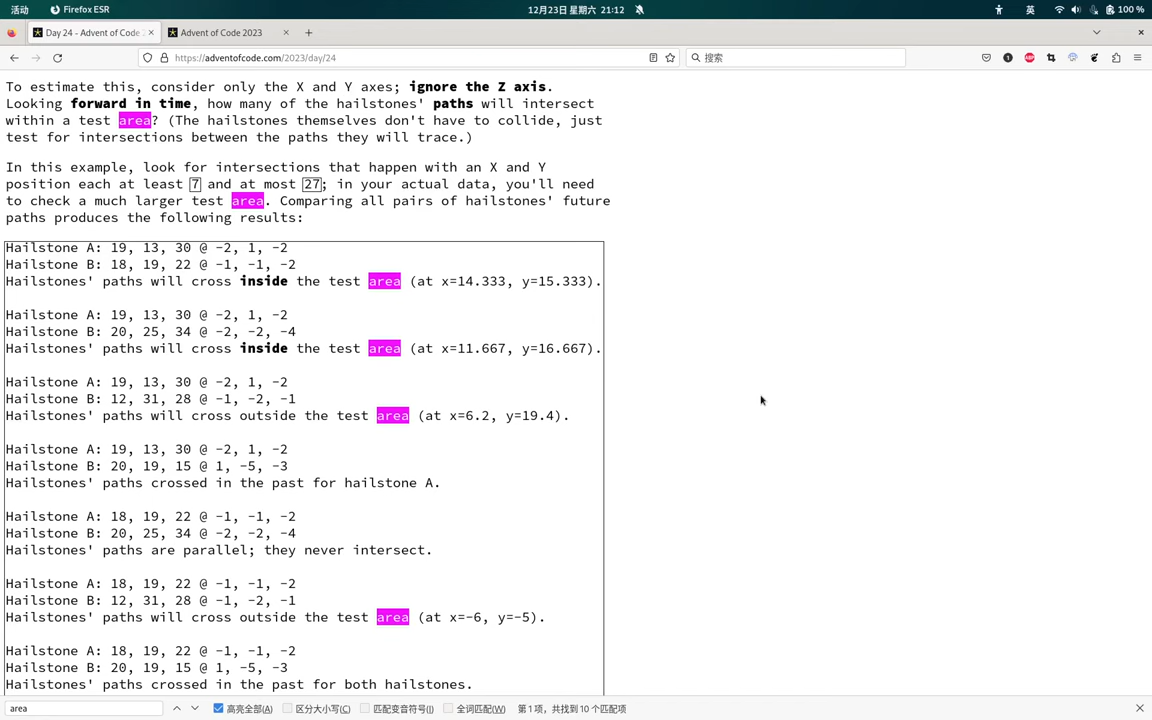 活动 Firefox ESR 12月23日 星期六 21:12 英 100 %
Day 24 - Advent of Code 2 × Advent of Code 2023 × +
https://adventofcode.com/2023/day/24 搜索
To estimate this, consider only the X and Y axes; ignore the Z axis.
Looking forward in time, how many of the hailstones' paths will intersect
within a test area? (The hailstones themselves don't have to collide, just
test for intersections between the paths they will trace.)
In this example, look for intersections that happen with an X and Y
position each at least 7 and at most 27; in your actual data, you'll need
to check a much larger test area. Comparing all pairs of hailstones' future
paths produces the following results:
Hailstone A: 19, 13, 30 @ -2, 1, -2
Hailstone B: 18, 19, 22 @ -1, -1, -2
Hailstones' paths will cross inside the test area (at x=14.333, y=15.333).
Hailstone A: 19, 13, 30 @ -2, 1, -2
Hailstone B: 20, 25, 34 @ -2, -2, -4
Hailstones' paths will cross inside the test area (at x=11.667, y=16.667).
Hailstone A: 19, 13, 30 @ -2, 1, -2
Hailstone B: 12, 31, 28 @ -1, -2, -1
Hailstones' paths will cross outside the test area (at x=6.2, y=19.4).
Hailstone A: 19, 13, 30 @ -2, 1, -2
Hailstone B: 20, 19, 15 @ 1, -5, -3
Hailstones' paths crossed in the past for hailstone A.
Hailstone A: 18, 19, 22 @ -1, -1, -2
Hailstone B: 20, 25, 34 @ -2, -2, -4
Hailstones' paths are parallel; they never intersect.
Hailstone A: 18, 19, 22 @ -1, -1, -2
Hailstone B: 12, 31, 28 @ -1, -2, -1
Hailstones' paths will cross outside the test area (at x=-6, y=-5).
Hailstone A: 18, 19, 22 @ -1, -1, -2
Hailstone B: 20, 19, 15 @ 1, -5, -3
Hailstones' paths crossed in the past for both hailstones.
area 高亮全部(A) 区分大小写(C) 匹配变音符号(I) 全词匹配(W) 第1项，共找到10个匹配项